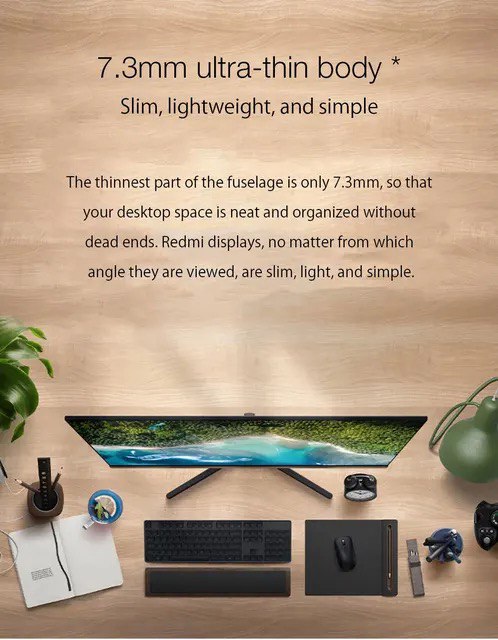 7.3mm ultra-thin body *
Slim, lightweight, and simple
The thinnest part of the fuselage is only 7.3mm, so that
your desktop space is neat and organized without
dead ends. Redmi displays, no matter from which
angle they are viewed, are slim, light, and simple.